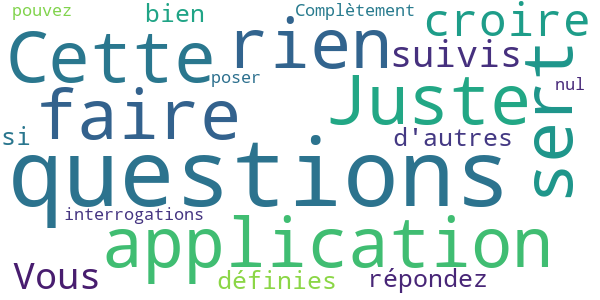 pouvez
bien
Complètement
croire
Cette
rien
suivis
poser
sert
nul
faire
Juste
si
d'autres
questions
interrogations
application
Vous
définies
répondez